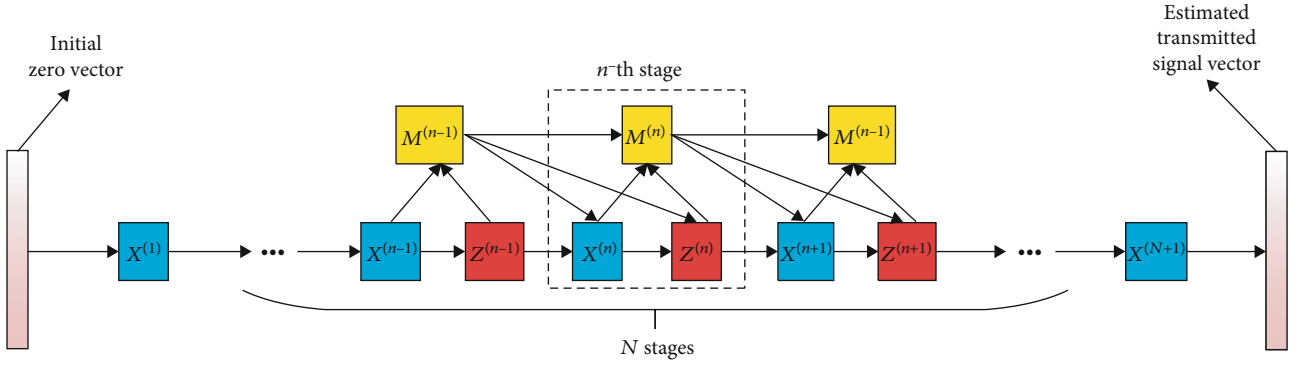 Initial
zero vector
Estimated
transmitted
signal vector
n-th stage
M(n–1)
M(n)
M(n–1)
X(1)
•••
X(n–1)
Z(n–1)
X(n)
Z(n)
X(n+1)
Z(n+1)
•••
X(N+1)
N stages